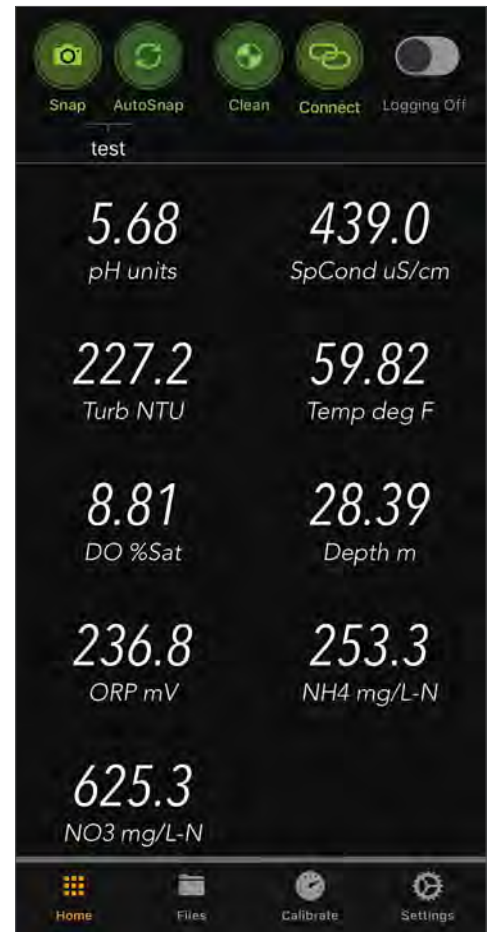 Snap AutoSnap Clean Connect Logging Off
test
5.68 439.0
pH units SpCond uS/cm
227.2 59.82
Turb NTU Temp deg F
8.81 28.39
DO %Sat Depth m
236.8 253.3
ORP mV NH4 mg/L-N
625.3
NO3 mg/L-N
Home Files Calibrate Settings